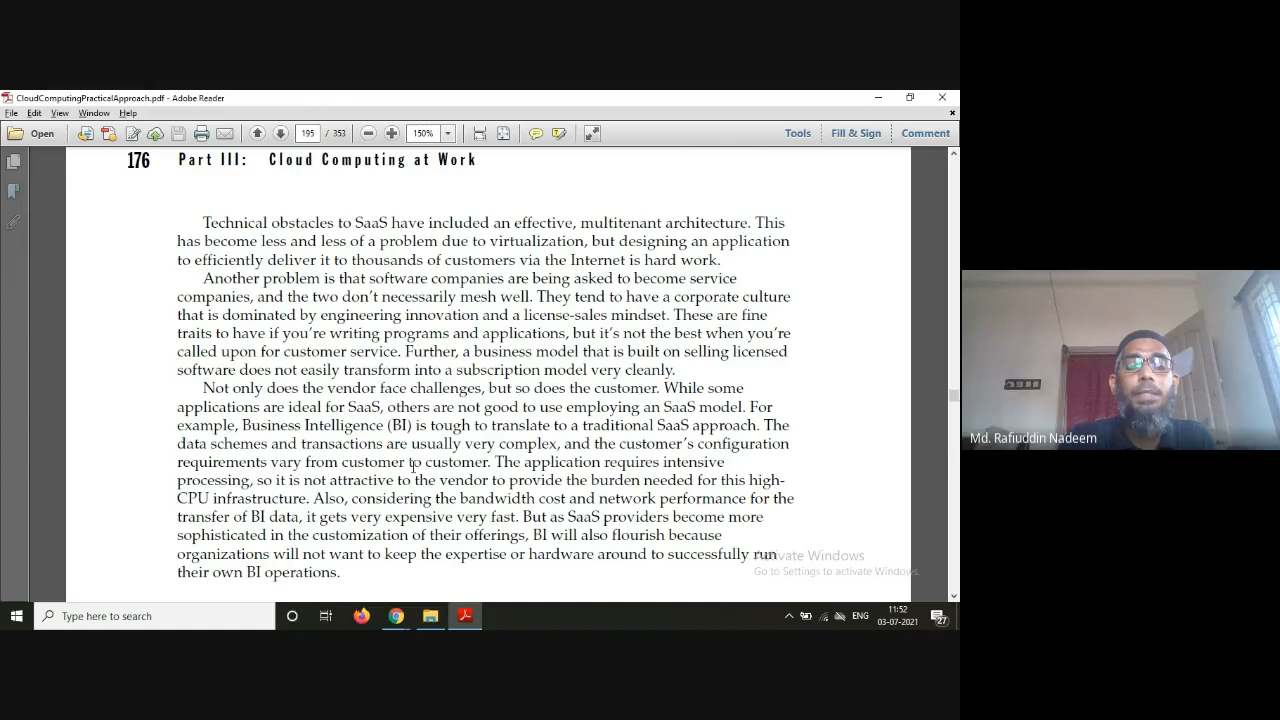 CloudComputingPracticalApproach.pdf - Adobe Reader
File Edit View Window Help
Open 195 / 353 150% Tools Fill & Sign Comment
176 Part III: Cloud Computing at Work
Technical obstacles to SaaS have included an effective, multitenant architecture. This
has become less and less of a problem due to virtualization, but designing an application
to efficiently deliver it to thousands of customers via the Internet is hard work.
Another problem is that software companies are being asked to become service
companies, and the two don't necessarily mesh well. They tend to have a corporate culture
that is dominated by engineering innovation and a license-sales mindset. These are fine
traits to have if you're writing programs and applications, but it's not the best when you're
called upon for customer service. Further, a business model that is built on selling licensed
software does not easily transform into a subscription model very cleanly.
Not only does the vendor face challenges, but so does the customer. While some
applications are ideal for SaaS, others are not good to use employing an SaaS model. For
example, Business Intelligence (BI) is tough to translate to a traditional SaaS approach. The
data schemes and transactions are usually very complex, and the customer's configuration
requirements vary from customer to customer. The application requires intensive
processing, so it is not attractive to the vendor to provide the burden needed for this high-
CPU infrastructure. Also, considering the bandwidth cost and network performance for the
transfer of BI data, it gets very expensive very fast. But as SaaS providers become more
sophisticated in the customization of their offerings, BI will also flourish because
organizations will not want to keep the expertise or hardware around to successfully run
their own BI operations.
Activate Windows
Go to Settings to activate Windows.
Md. Rafiuddin Nadeem
Type here to search
ENG
11:52
03-07-2021
27